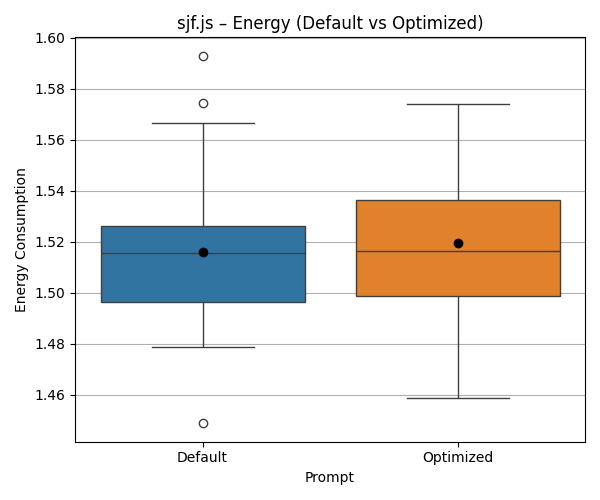 sjf.js – Energy (Default vs Optimized)
1.60
1.58
1.56
1.54
1.52
1.50
1.48
1.46
Energy Consumption
Default
Optimized
Prompt